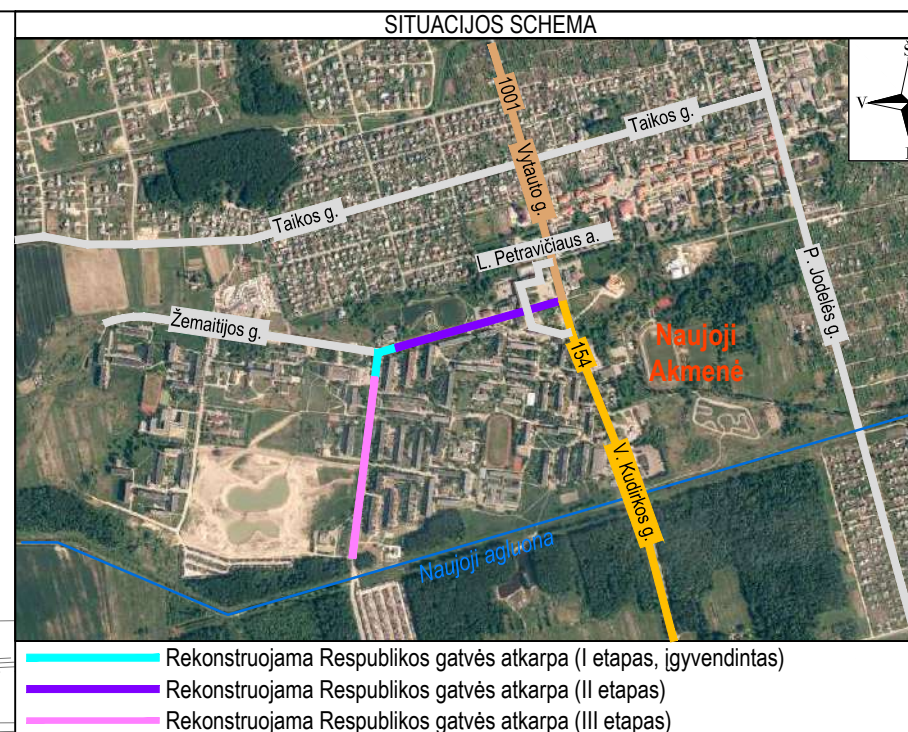 SITUACIJOS SCHEMA
1001
Vytauto g.
Taikos g.
Taikos g.
L. Petravičiaus a.
V
Žemaitijos g.
P. Jodelės g.
154
Naujoji
Akmenė
V. Kudirkos g.
Naujoji agluona
Rekonstruojama Respublikos gatvės atkarpa (I etapas, įgyvendintas)
Rekonstruojama Respublikos gatvės atkarpa (II etapas)
Rekonstruojama Respublikos gatvės atkarpa (III etapas)